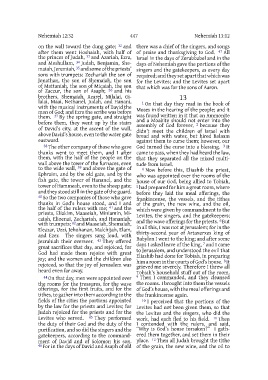 Nehemiah 12:32
447
Nehemiah 13:12
on the wall toward the dung gate: 32 and
after them went Hoshaiah, with half of
the princes of Judah, 33 and Azariah, Ezra,
and Meshullam, 34 Judah, Benjamin, She-
maiah, Jeremiah, 35 and some of the priests'
sons with trumpets: Zechariah the son of
Jonathan, the son of Shemaiah, the son
of Mattaniah, the son of Micaiah, the son
of Zaccur, the son of Asaph; 36 and his
brothers, Shemaiah, Azarel, Milalai, Gi-
lalai, Maai, Nethanel, Judah, and Hanani,
with the musical instruments of David the
man of God; and Ezra the scribe was before
them. 37 By the spring gate, and straight
before them, they went up by the stairs
of David's city, at the ascent of the wall,
above David's house, even to the water gate
eastward.
38 The other company of those who gave
thanks went to meet them, and I after
them, with the half of the people on the
wall above the tower of the furnaces, even
to the wide wall, 39 and above the gate of
Ephraim, and by the old gate, and by the
fish gate, the tower of Hananel, and the
tower of Hammeah, even to the sheep gate;
and they stood still in the gate of the guard.
40 So the two companies of those who gave
thanks in God's house stood, and I and
the half of the rulers with me; 41 and the
priests, Eliakim, Maaseiah, Miniamin, Mi-
caiah, Elioenai, Zechariah, and Hananiah,
with trumpets; 42 and Maaseiah, Shemaiah,
Eleazar, Uzzi, Jehohanan, Malchijah, Elam,
and Ezer. The singers sang loud, with
Jezrahiah their overseer. 43 They offered
great sacrifices that day, and rejoiced, for
God had made them rejoice with great
joy; and the women and the children also
rejoiced, so that the joy of Jerusalem was
heard even far away.
44 On that day, men were appointed over
the rooms for the treasures, for the wave
offerings, for the first fruits, and for the
tithes, to gather into them according to the
fields of the cities the portions appointed
by the law for the priests and Levites; for
Judah rejoiced for the priests and for the
Levites who served. 45 They performed
the duty of their God and the duty of the
purification, and so did the singers and the
gatekeepers, according to the command-
ment of David and of Solomon his son.
46 For in the days of David and Asaph of old
there was a chief of the singers, and songs
of praise and thanksgiving to God. 47 All
Israel in the days of Zerubbabel and in the
days of Nehemiah gave the portions of the
singers and the gatekeepers, as every day
required; and they set apart that which was
for the Levites; and the Levites set apart
that which was for the sons of Aaron.
13
1 On that day they read in the book of
Moses in the hearing of the people; and it
was found written in it that an Ammonite
and a Moabite should not enter into the
assembly of God forever, 2 because they
didn't meet the children of Israel with
bread and with water, but hired Balaam
against them to curse them; however, our
God turned the curse into a blessing. 3 It
came to pass, when they had heard the law,
that they separated all the mixed multi-
tude from Israel.
4 Now before this, Eliashib the priest,
who was appointed over the rooms of the
house of our God, being allied to Tobiah,
5 had prepared for him a great room, where
before they laid the meal offerings, the
frankincense, the vessels, and the tithes
of the grain, the new wine, and the oil,
which were given by commandment to the
Levites, the singers, and the gatekeepers;
and the wave offerings for the priests. 6 But
in all this, I was not at Jerusalem; for in the
thirty-second year of Artaxerxes king of
Babylon I went to the king; and after some
days I asked leave of the king, 7 and I came
to Jerusalem, and understood the evil that
Eliashib had done for Tobiah, in preparing
him a room in the courts of God's house. 8 It
grieved me severely. Therefore I threw all
Tobiah's household stuff out of the room.
9 Then I commanded, and they cleansed
the rooms. I brought into them the vessels
of God's house, with the meal offerings and
the frankincense again.
10 I perceived that the portions of the
Levites had not been given them, so that
the Levites and the singers, who did the
work, had each fled to his field. 11 Then
I contended with the rulers, and said,
"Why is God's house forsaken?" I gath-
ered them together, and set them in their
place. 12 Then all Judah brought the tithe
of the grain, the new wine, and the oil to